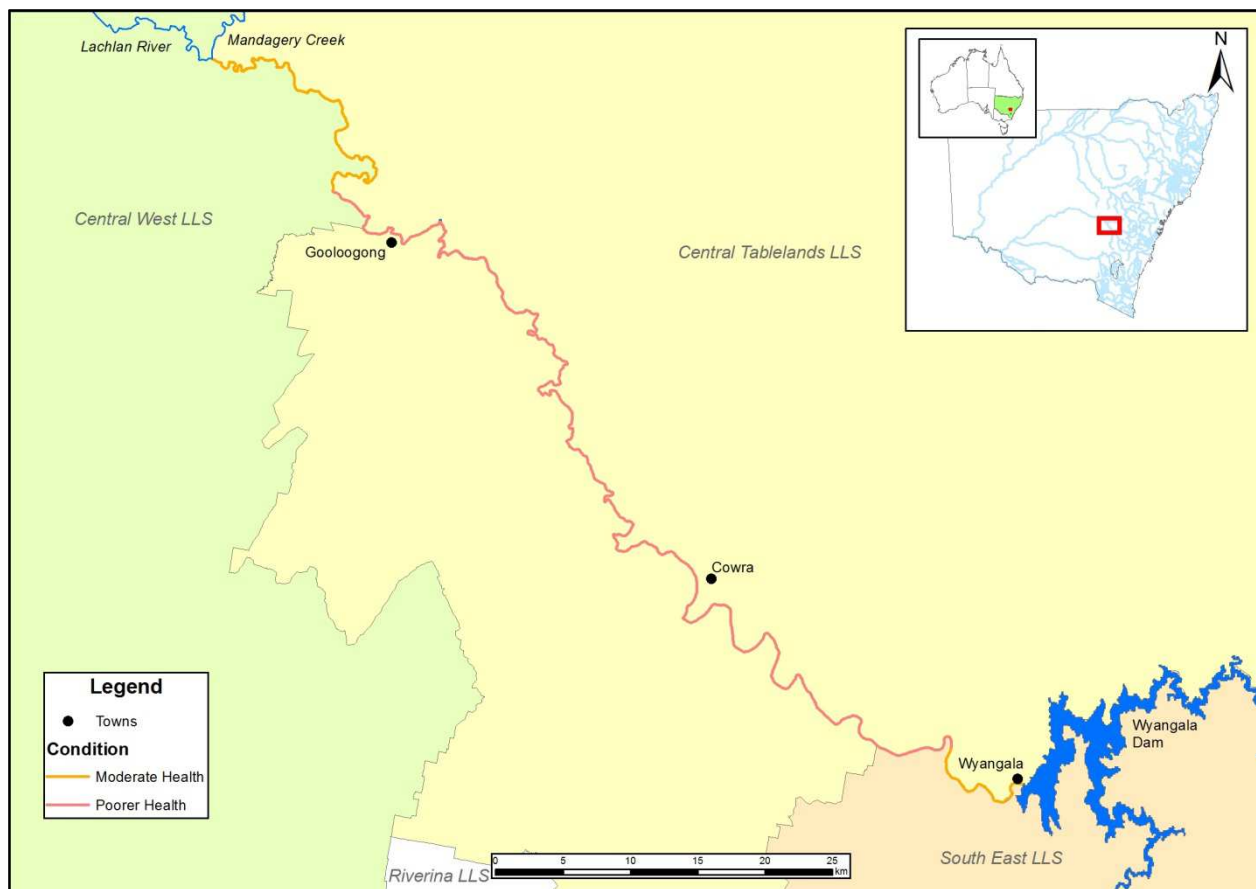 Lachlan River
Mandagery Creek
N
Central West LLS
Gooloogong
Central Tablelands LLS
Cowra
Legend
Towns
Condition
Moderate Health
Poorer Health
Wyangala
Wyangala
Dam
0 5 10 15 20 25
km
Riverina LLS
South East LLS